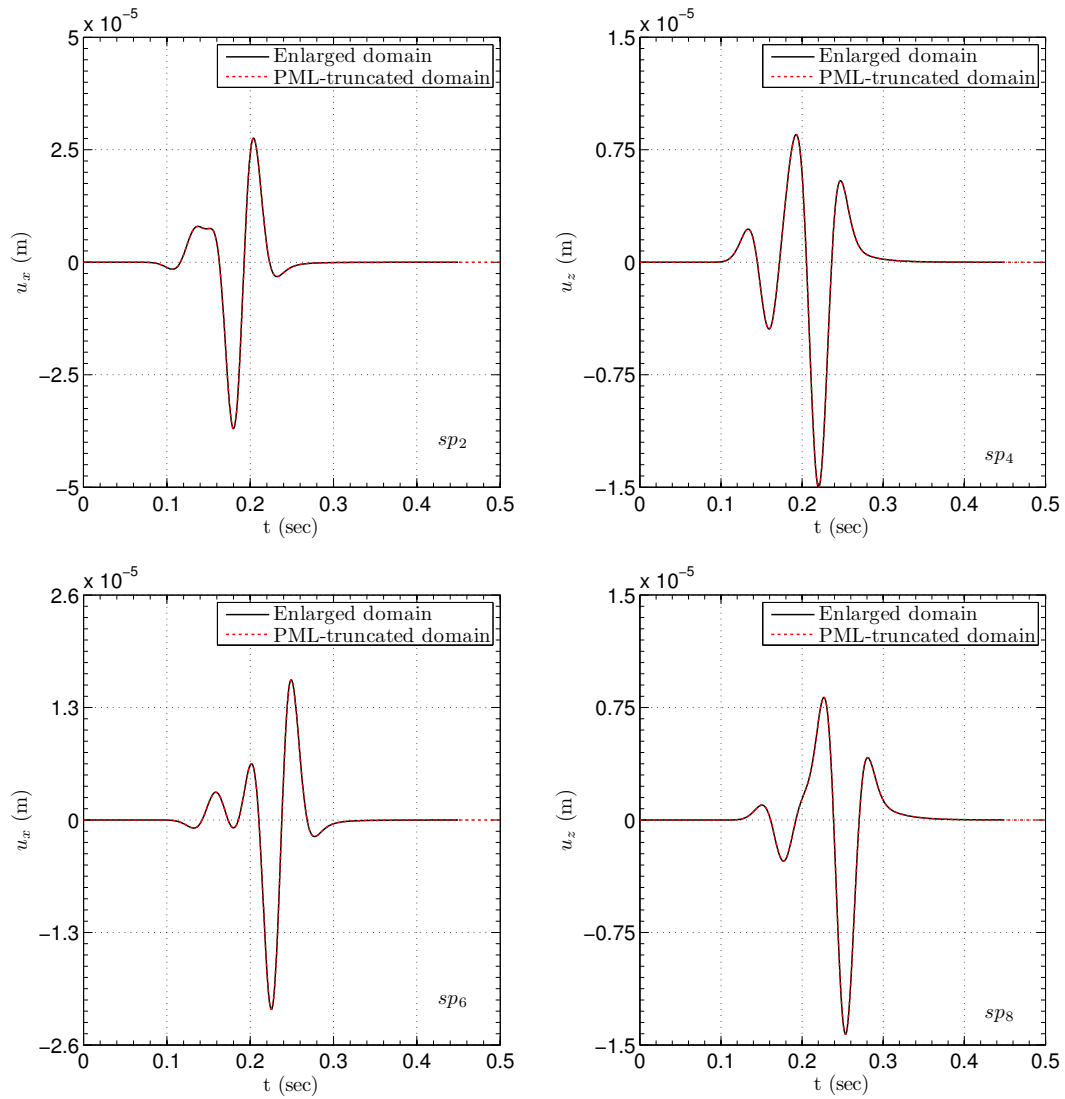 x 10⁻⁵
5
2.5
0
−2.5
−5
0 0.1 0.2 0.3 0.4 0.5
t (sec)
u_x (m)
Enlarged domain
PML-truncated domain
sp₂
x 10⁻⁵
1.5
0.75
0
−0.75
−1.5
0 0.1 0.2 0.3 0.4 0.5
t (sec)
u_z (m)
Enlarged domain
PML-truncated domain
sp₄
x 10⁻⁵
2.6
1.3
0
−1.3
−2.6
0 0.1 0.2 0.3 0.4 0.5
t (sec)
u_x (m)
Enlarged domain
PML-truncated domain
sp₆
x 10⁻⁵
1.5
0.75
0
−0.75
−1.5
0 0.1 0.2 0.3 0.4 0.5
t (sec)
u_z (m)
Enlarged domain
PML-truncated domain
sp₈